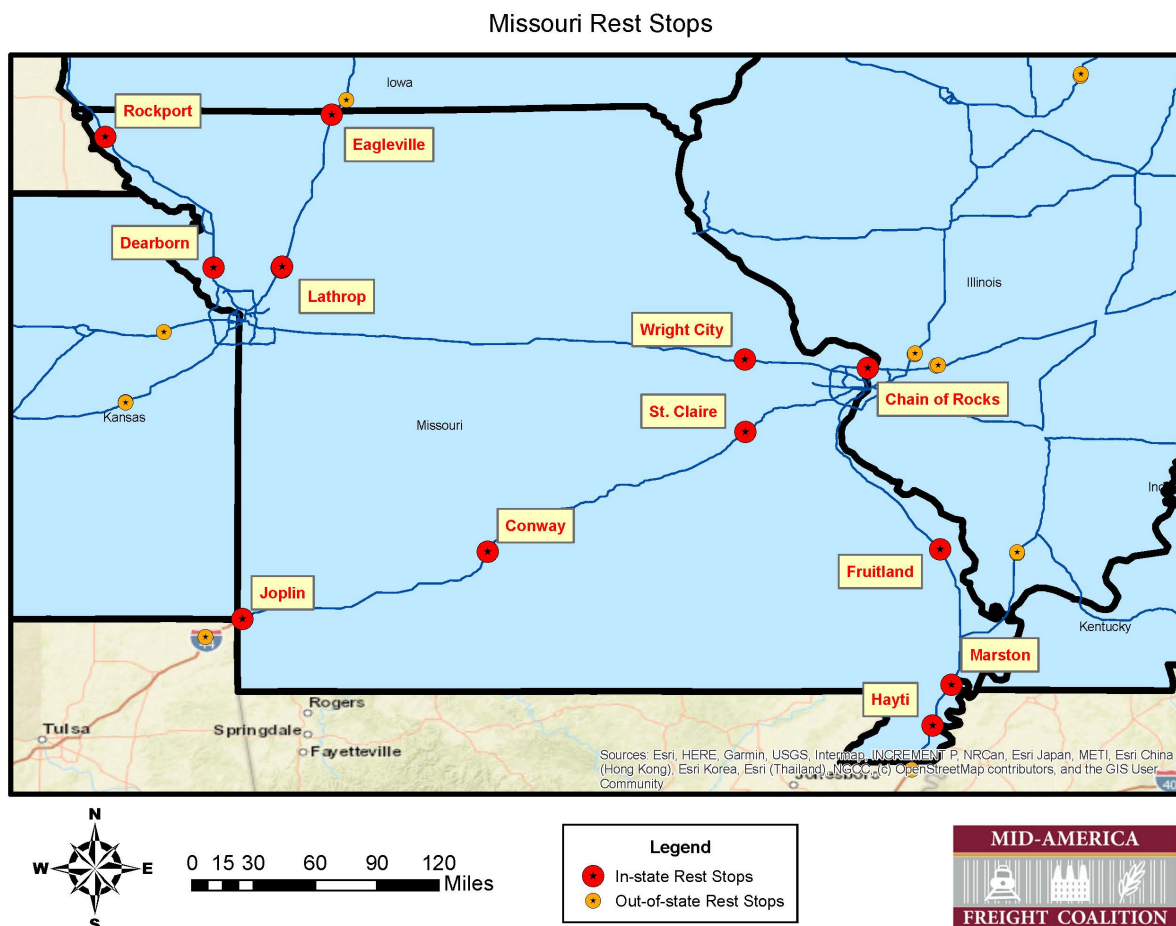 Missouri Rest Stops
Iowa
Rockport
Eagleville
Dearborn
Lathrop
Illinois
Wright City
Chain of Rocks
St. Claire
Kansas
Missouri
Conway
Fruitland
Joplin
Kentucky
Marston
Hayti
Rogers
Springdale
Tulsa
Fayetteville
Sources: Esri, HERE, Garmin, USGS, Intermap, INCREMENT P, NRCan, Esri Japan, METI, Esri China
(Hong Kong), Esri Korea, Esri (Thailand), NGCC, (c) OpenStreetMap contributors, and the GIS User
Community
40
N
W
E
S
0 15 30 60 90 120
Miles
Legend
In-state Rest Stops
Out-of-state Rest Stops
MID-AMERICA
FREIGHT COALITION